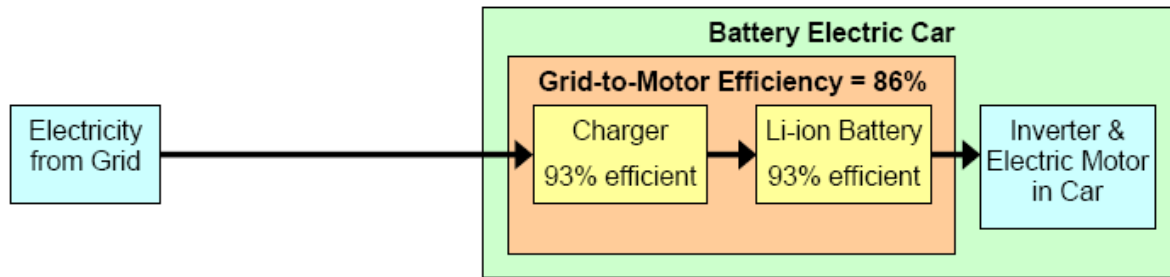 Battery Electric Car
Grid-to-Motor Efficiency = 86%
Electricity
from Grid
Charger
93% efficient
Li-ion Battery
93% efficient
Inverter &
Electric Motor
in Car